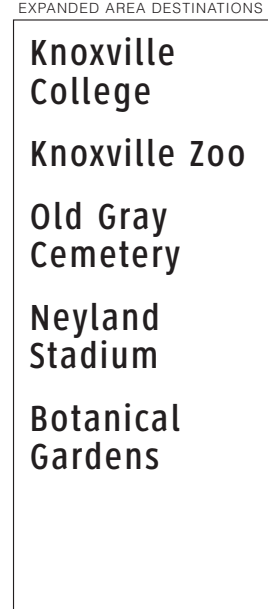 EXPANDED AREA DESTINATIONS
Knoxville
College
Knoxville Zoo
Old Gray
Cemetery
Neyland
Stadium
Botanical
Gardens